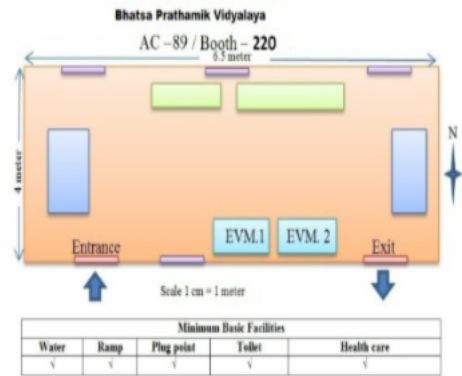 Bhatsa Prathamik Vidyalaya
AC –89 / Booth – 220
6.5 meter
4 meter
N
EVM.1 EVM. 2
Entrance Exit
Scale 1 cm = 1 meter
Minimum Basic Facilities
Water Ramp Plug point Toilet Health care
√ √ √ √ √